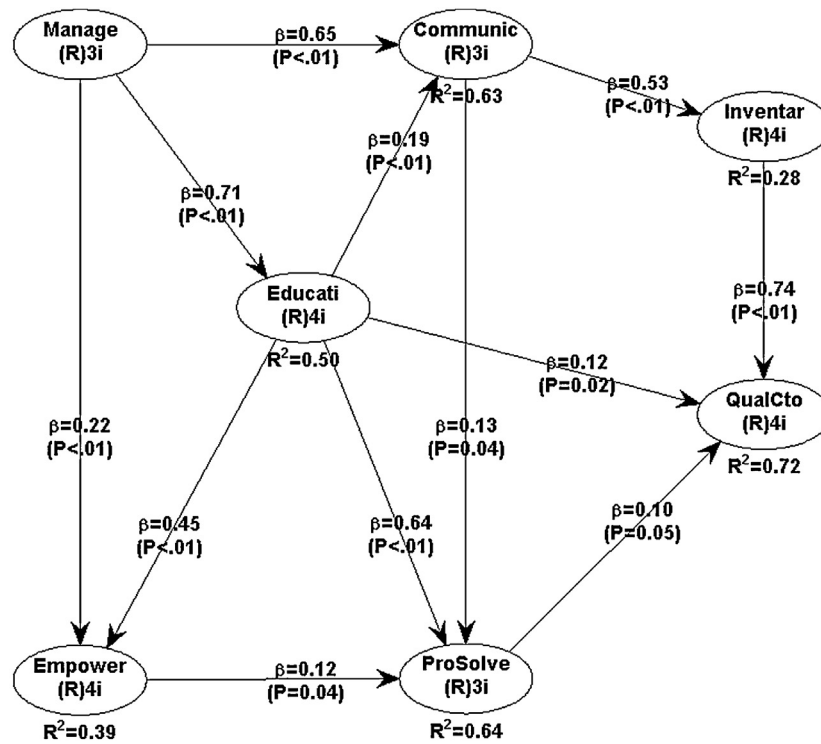 Manage
(R)3i
β=0.65
(P<.01)
Communic
(R)3i
R²=0.63
β=0.53
(P<.01)
Inventar
(R)4i
R²=0.28
β=0.19
(P<.01)
β=0.71
(P<.01)
Educati
(R)4i
R²=0.50
β=0.74
(P<.01)
β=0.12
(P=0.02)
QualCto
(R)4i
R²=0.72
β=0.22
(P<.01)
β=0.13
(P=0.04)
β=0.45
(P<.01)
β=0.64
(P<.01)
β=0.10
(P=0.05)
Empower
(R)4i
R²=0.39
β=0.12
(P=0.04)
ProSolve
(R)3i
R²=0.64